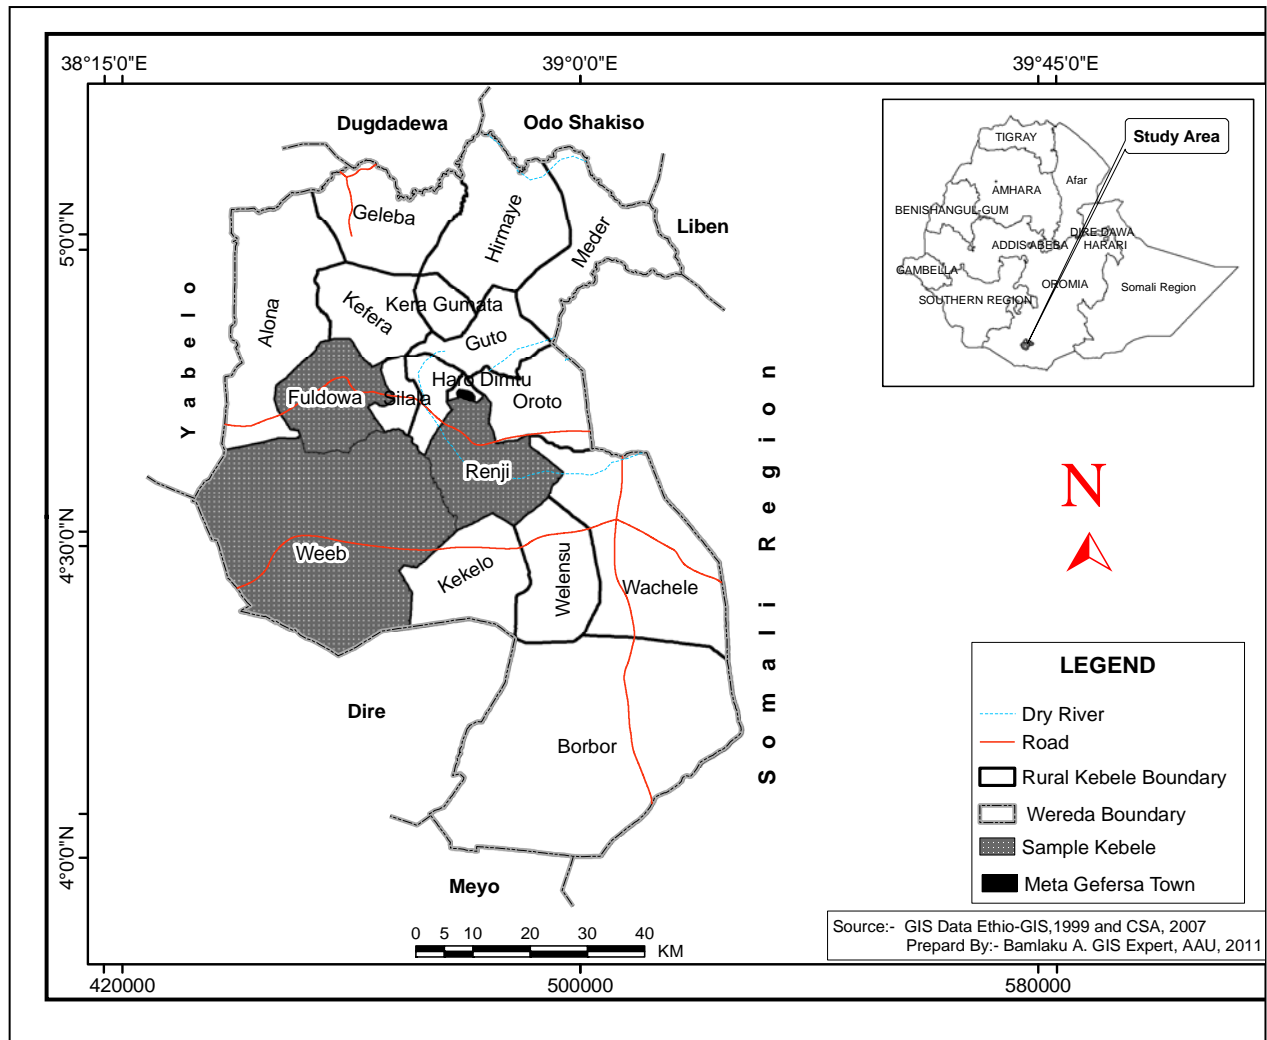 38°15'0"E
39°0'0"E
39°45'0"E
Dugdadewa
Odo Shakiso
Liben
Geleba
Hirmaye
Meder
5°0'0"N
Yabelo
Alona
Kefera
Kera Gumata
Guto
Haro Dimtu
Fuldowa
Silala
Oroto
Renji
Somali Region
4°30'0"N
Weeb
Kekelo
Welensu
Wachele
Dire
Borbor
4°0'0"N
Meyo
TIGRAY
Study Area
Afar
AMHARA
BENISHANGUL-GUM
DIRE DAWA
ADDIS ABEBA
HARARI
GAMBELLA
OROMIA
SOUTHERN REGION
Somali Region
N
LEGEND
Dry River
Road
Rural Kebele Boundary
Wereda Boundary
Sample Kebele
Meta Gefersa Town
Source:- GIS Data Ethio-GIS,1999 and CSA, 2007
Prepard By:- Bamlaku A. GIS Expert, AAU, 2011
0 5 10 20 30 40
KM
420000
500000
580000